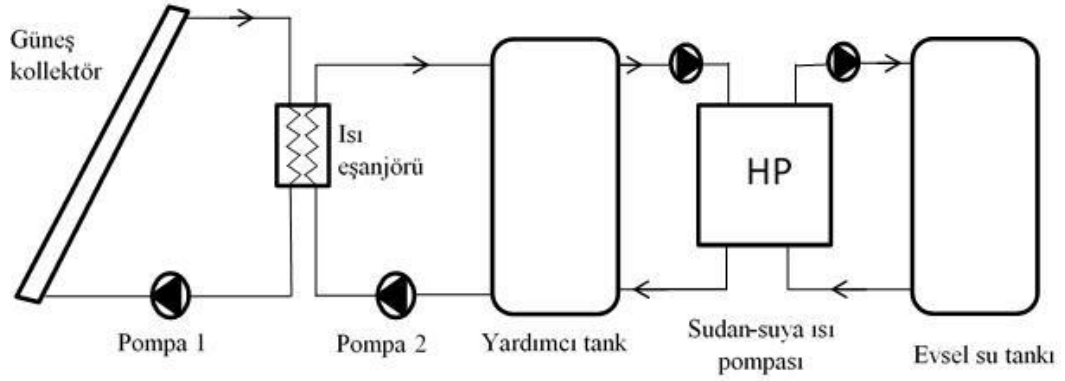 Güneş
kollektör
Isı
eşanjörü
HP
Pompa 1
Pompa 2
Yardımcı tank
Sudan-suya ısı
pompası
Evsel su tankı